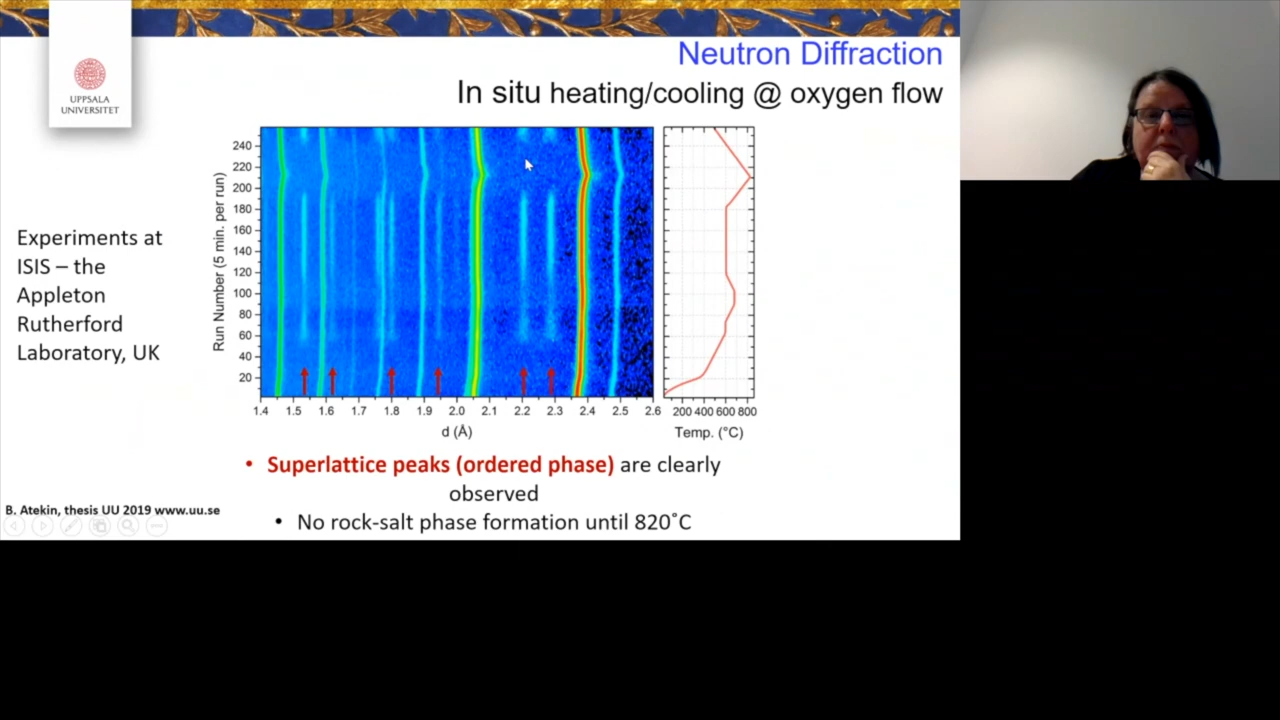 UPPSALA
UNIVERSITET
Neutron Diffraction
In situ heating/cooling @ oxygen flow
Experiments at
ISIS – the
Appleton
Rutherford
Laboratory, UK
Run Number (5 min. per run)
240
220
200
180
160
140
120
100
80
60
40
20
1.4 1.5 1.6 1.7 1.8 1.9 2.0 2.1 2.2 2.3 2.4 2.5 2.6
d (Å)
200 400 600 800
Temp. (°C)
• Superlattice peaks (ordered phase) are clearly
observed
• No rock-salt phase formation until 820˚C
B. Atekin, thesis UU 2019 www.uu.se